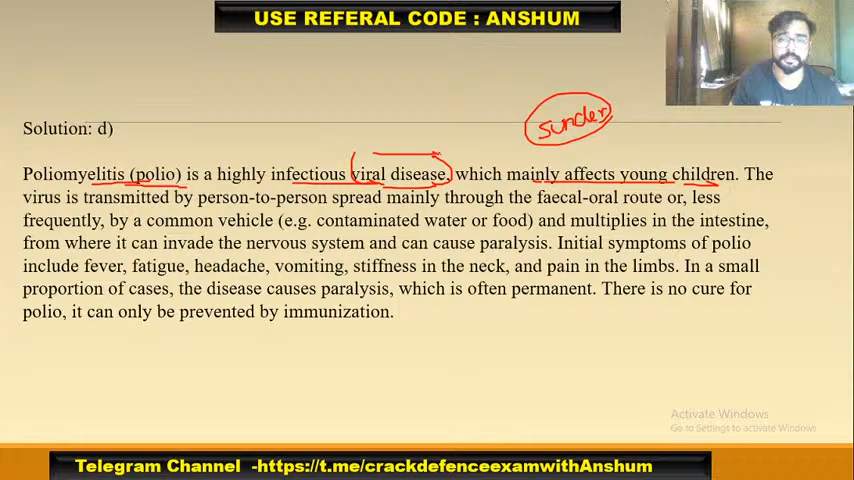 USE REFERAL CODE : ANSHUM
sunder
Solution: d)
Poliomyelitis (polio) is a highly infectious viral disease, which mainly affects young children. The
virus is transmitted by person-to-person spread mainly through the faecal-oral route or, less
frequently, by a common vehicle (e.g. contaminated water or food) and multiplies in the intestine,
from where it can invade the nervous system and can cause paralysis. Initial symptoms of polio
include fever, fatigue, headache, vomiting, stiffness in the neck, and pain in the limbs. In a small
proportion of cases, the disease causes paralysis, which is often permanent. There is no cure for
polio, it can only be prevented by immunization.
Activate Windows
Go to Settings to activate Windows.
Telegram Channel -https://t.me/crackdefenceexamwithAnshum